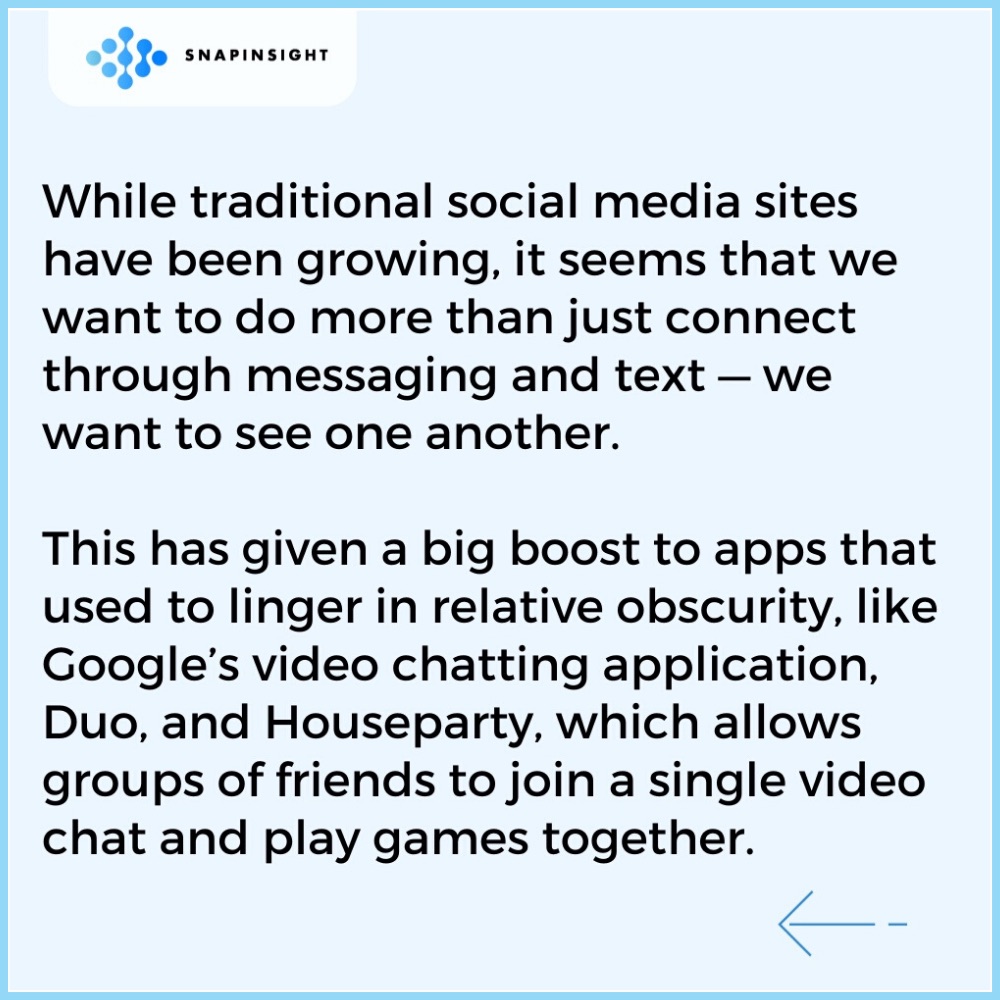 SNAPINSIGHT
While traditional social media sites
have been growing, it seems that we
want to do more than just connect
through messaging and text — we
want to see one another.
This has given a big boost to apps that
used to linger in relative obscurity, like
Google’s video chatting application,
Duo, and Houseparty, which allows
groups of friends to join a single video
chat and play games together.